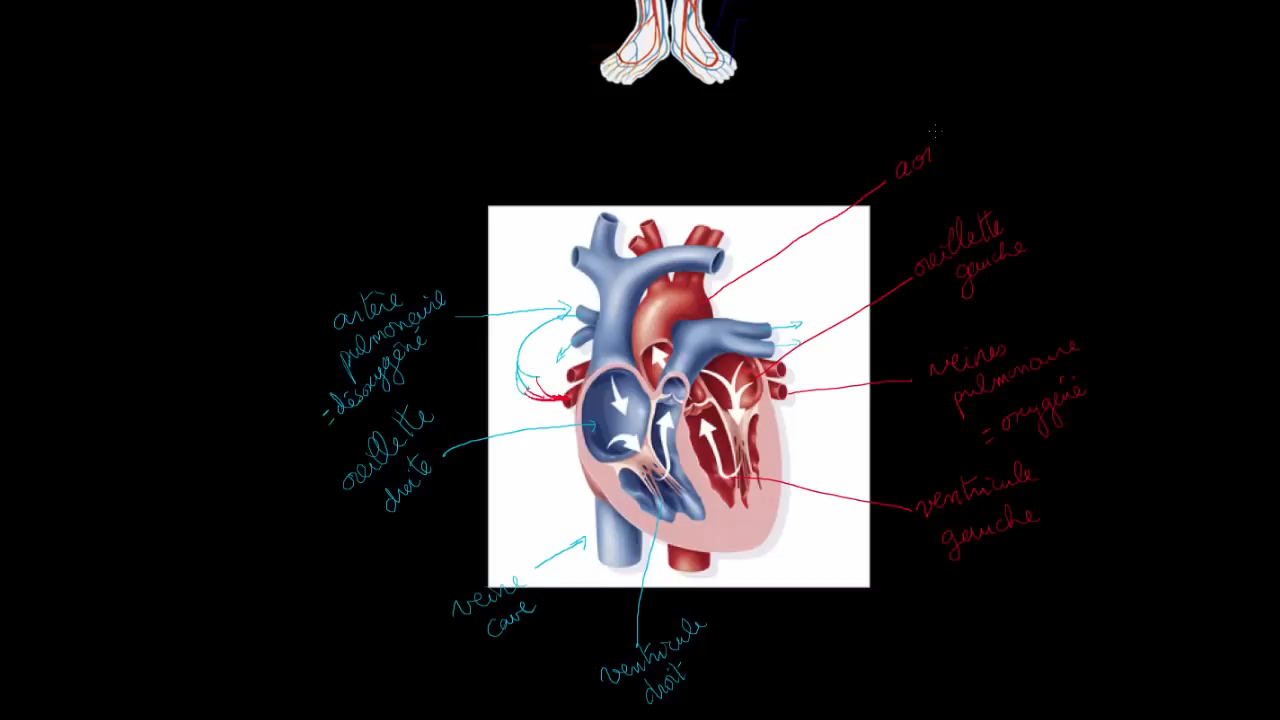 aor
oreillette
gauche
artère
pulmonaire
= désoxygéné
veines
pulmonaire
= oxygéné
oreillette
droite
ventricule
gauche
veine
cave
ventricule
droit